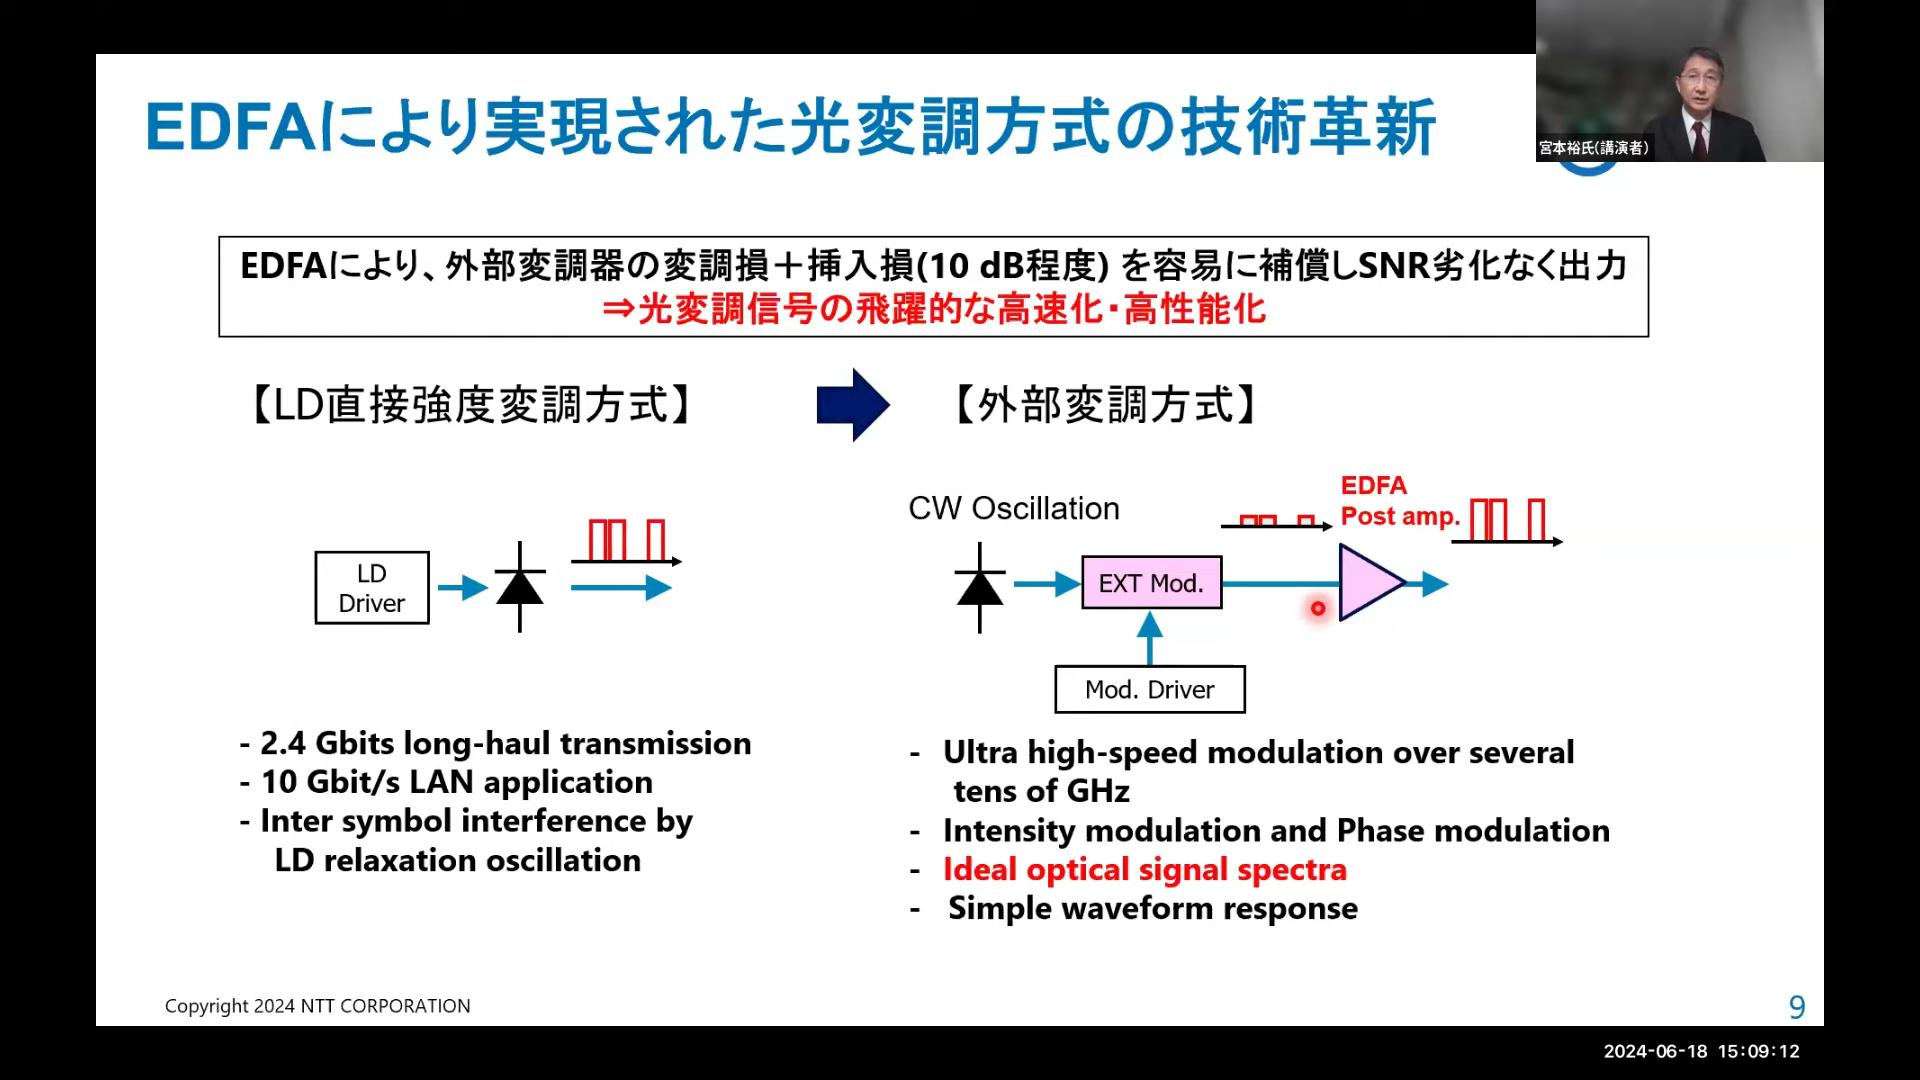 EDFAにより実現された光変調方式の技術革新
宮本裕氏(講演者)
EDFAにより、外部変調器の変調損＋挿入損(10 dB程度) を容易に補償しSNR劣化なく出力
⇒光変調信号の飛躍的な高速化・高性能化
【LD直接強度変調方式】
【外部変調方式】
LD
Driver
CW Oscillation
EXT Mod.
Mod. Driver
EDFA
Post amp.
- 2.4 Gbits long-haul transmission
- 10 Gbit/s LAN application
- Inter symbol interference by
LD relaxation oscillation
- Ultra high-speed modulation over several
tens of GHz
- Intensity modulation and Phase modulation
- Ideal optical signal spectra
- Simple waveform response
Copyright 2024 NTT CORPORATION
9
2024-06-18 15:09:12